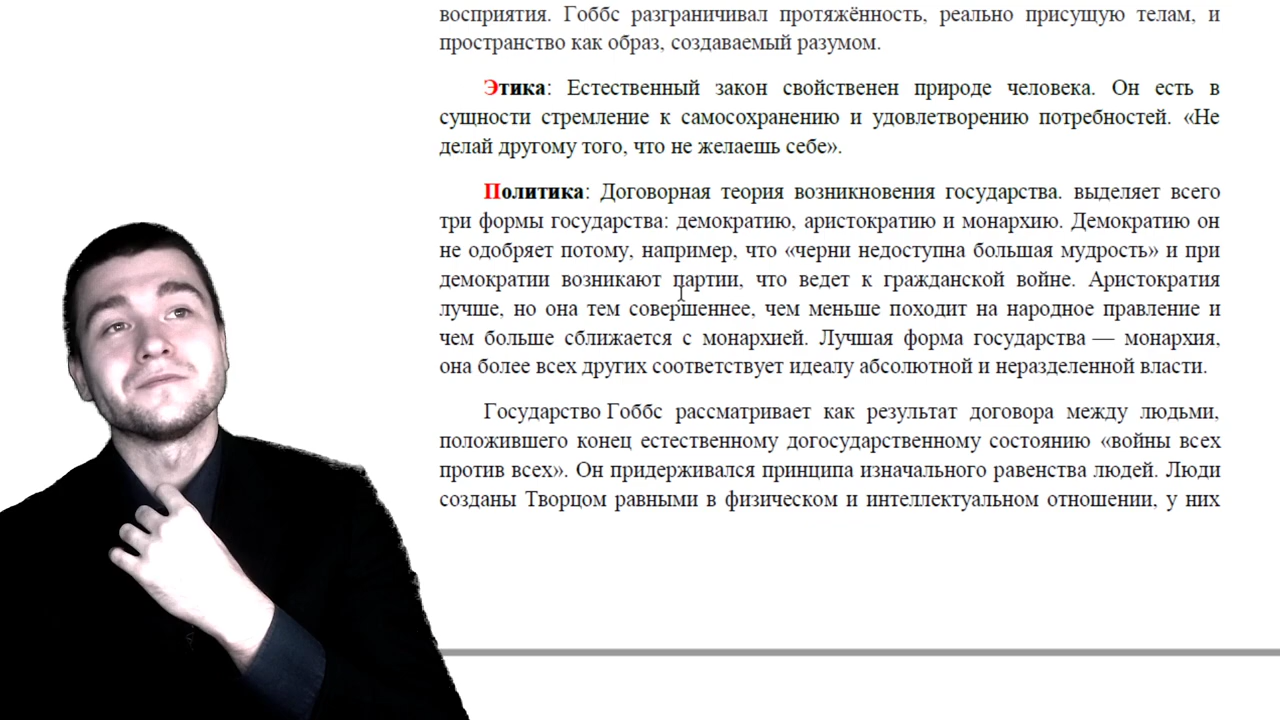 восприятия. Гоббс разграничивал протяжённость, реально присущую телам, и
пространство как образ, создаваемый разумом.
Этика: Естественный закон свойственен природе человека. Он есть в
сущности стремление к самосохранению и удовлетворению потребностей. «Не
делай другому того, что не желаешь себе».
Политика: Договорная теория возникновения государства. выделяет всего
три формы государства: демократию, аристократию и монархию. Демократию он
не одобряет потому, например, что «черни недоступна большая мудрость» и при
демократии возникают партии, что ведет к гражданской войне. Аристократия
лучше, но она тем совершеннее, чем меньше походит на народное правление и
чем больше сближается с монархией. Лучшая форма государства — монархия,
она более всех других соответствует идеалу абсолютной и неразделенной власти.
Государство Гоббс рассматривает как результат договора между людьми,
положившего конец естественному догосударственному состоянию «войны всех
против всех». Он придерживался принципа изначального равенства людей. Люди
созданы Творцом равными в физическом и интеллектуальном отношении, у них